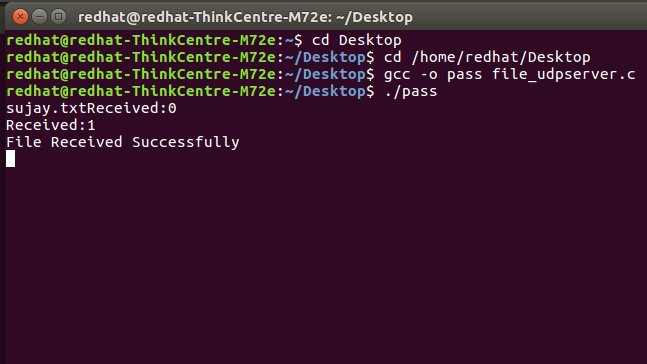 redhat@redhat-ThinkCentre-M72e: ~/Desktop
redhat@redhat-ThinkCentre-M72e:~$ cd Desktop
redhat@redhat-ThinkCentre-M72e:~/Desktop$ cd /home/redhat/Desktop
redhat@redhat-ThinkCentre-M72e:~/Desktop$ gcc -o pass file_udpserver.c
redhat@redhat-ThinkCentre-M72e:~/Desktop$ ./pass
sujay.txtReceived:0
Received:1
File Received Successfully